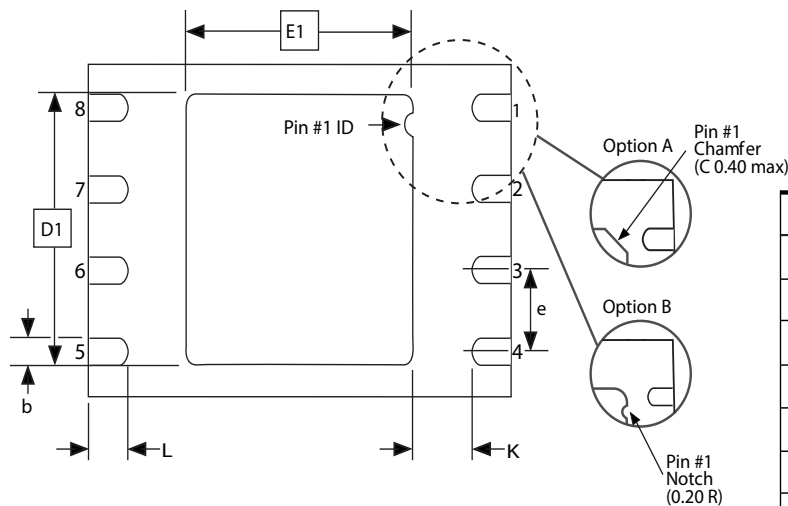 E1
8
1
Pin #1 ID
Option A
Pin #1
Chamfer
(C 0.40 max)
7
2
D1
6
3
e
Option B
5
4
b
L
K
Pin #1
Notch
(0.20 R)